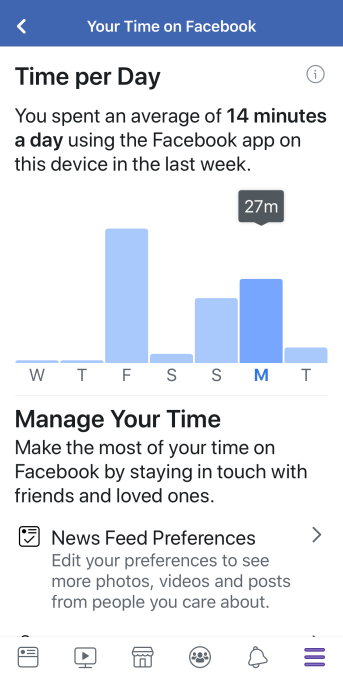 Your Time on Facebook
Time per Day
You spent an average of 14 minutes
a day using the Facebook app on
this device in the last week.
27m
W T F S S M T
Manage Your Time
Make the most of your time on
Facebook by staying in touch with
friends and loved ones.
News Feed Preferences
Edit your preferences to see
more photos, videos and posts
from people you care about.